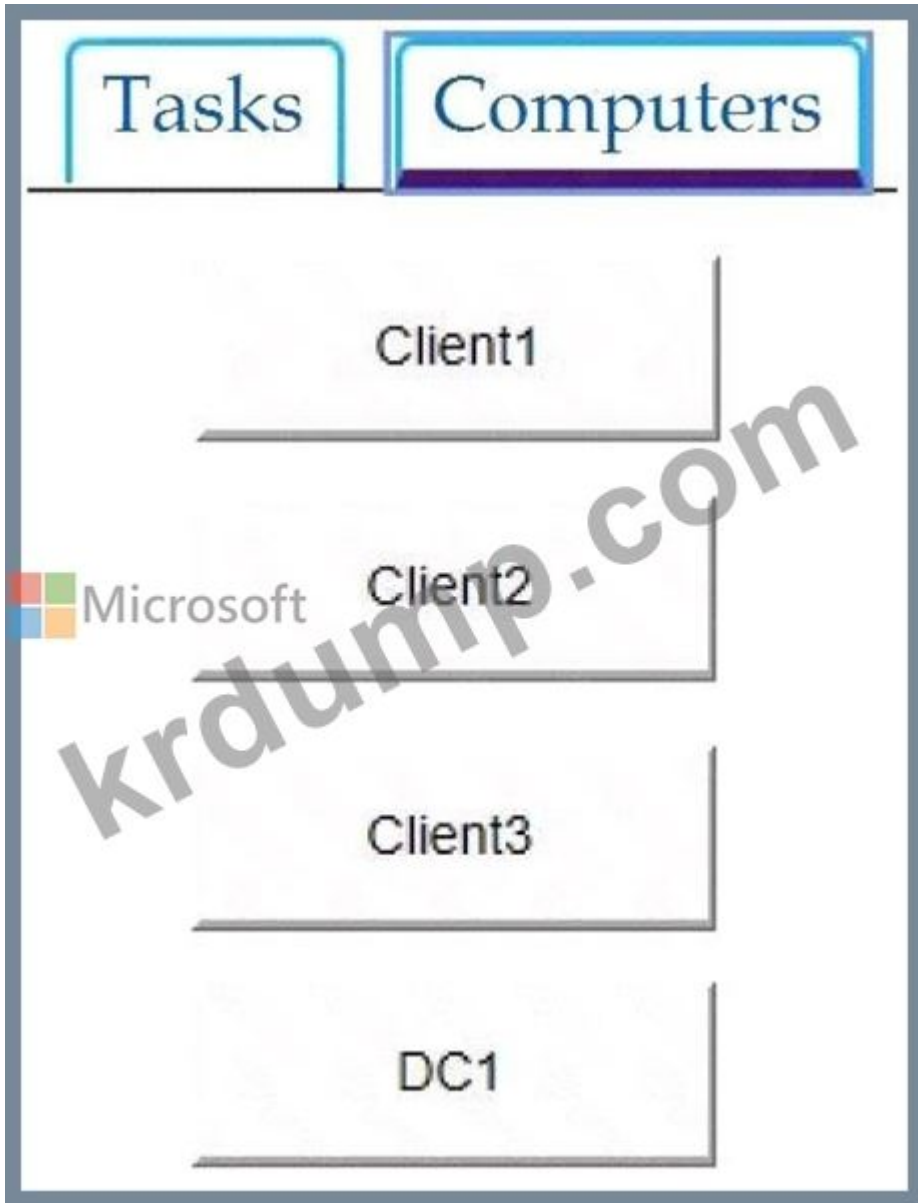 Tasks Computers
Client1
Client2
Microsoft
krdump.com
Client3
DC1